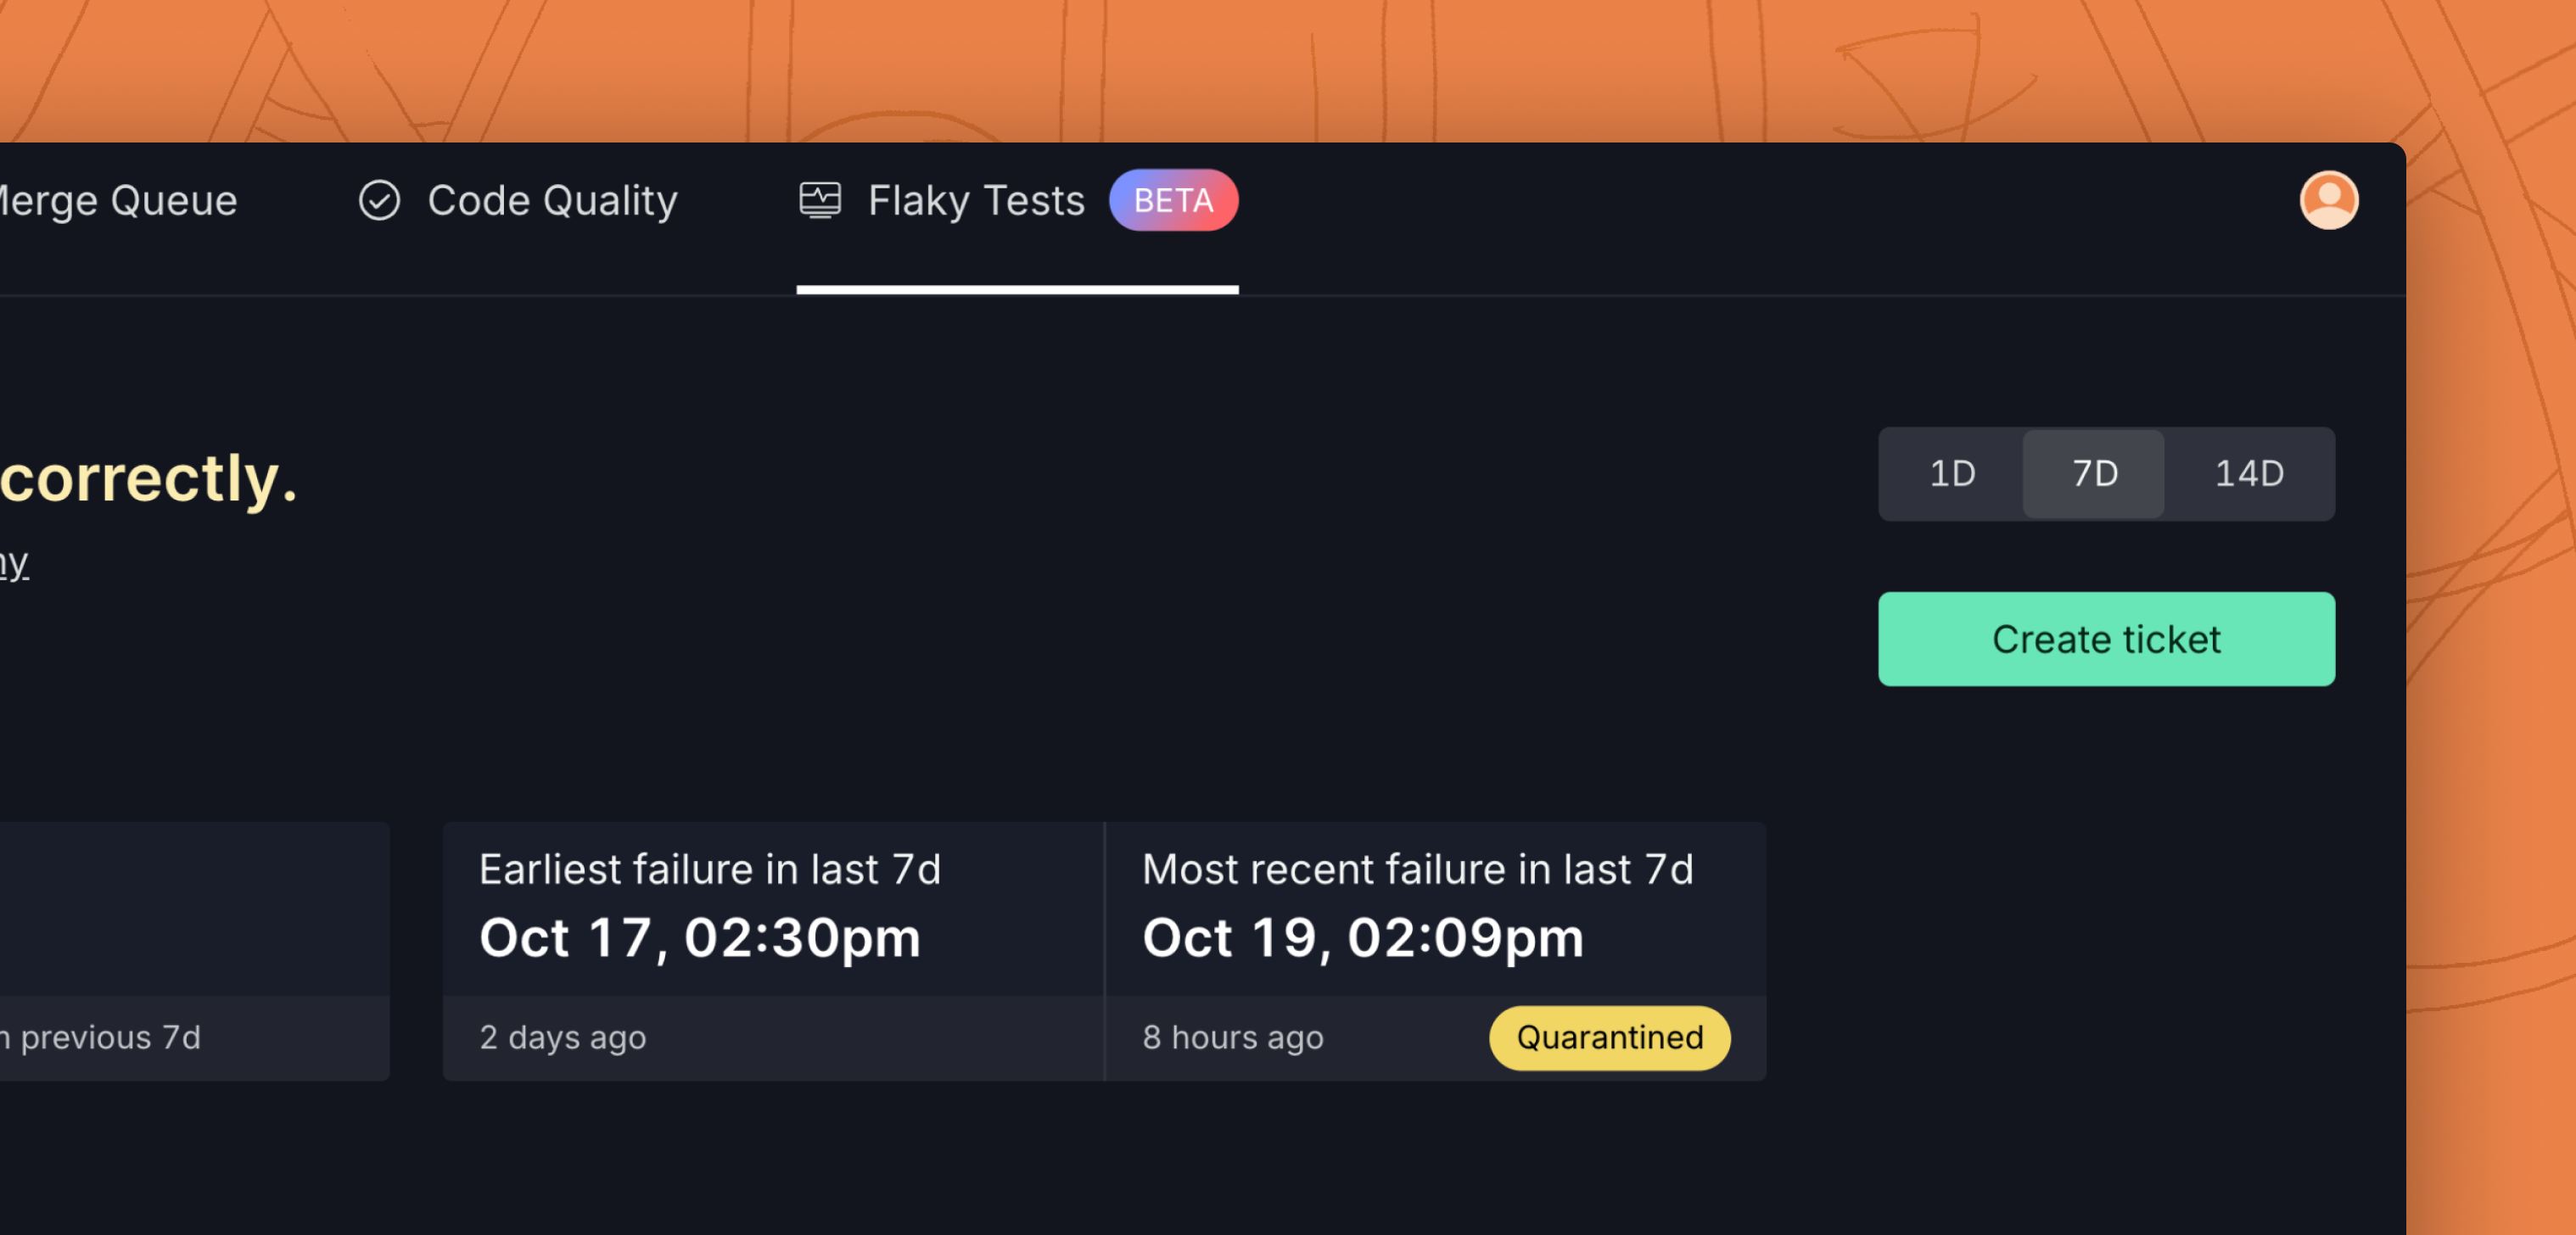 Merge Queue
Code Quality
Flaky Tests BETA
correctly.
1D 7D 14D
Create ticket
Earliest failure in last 7d
Oct 17, 02:30pm
2 days ago
Most recent failure in last 7d
Oct 19, 02:09pm
8 hours ago
Quarantined
previous 7d